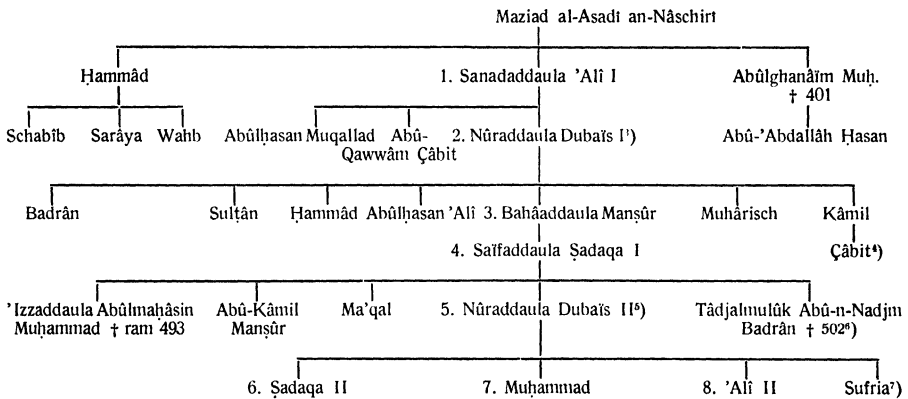 Maziad al-Asadî an-Nâschirî
Ḥammâd 1. Sanadaddaula ’Alî I Abûlghanâïm Muḥ.
† 401
Schabîb Sarâya Wahb Abûlḥasan Muqallad Abû- 2. Nûraddaula Dubaïs I¹) Abû-’Abdallâh Ḥasan
Qawwâm Çâbit
Badrân Sulṭân Ḥammâd Abûlḥasan ’Alî 3. Bahâaddaula Manṣûr Muhârisch Kâmil
4. Saïfaddaula Ṣadaqa I Çâbit⁴)
’Izzaddaula Abûlmaḥâsin Abû-Kâmil Ma’qal 5. Nûraddaula Dubaïs II⁵) Tâdjalmulûk Abû-n-Nadjm
Muḥammad † ram 493 Manṣûr Badrân † 502⁶)
6. Ṣadaqa II 7. Muḥammad 8. ’Alî II Sufria⁷)